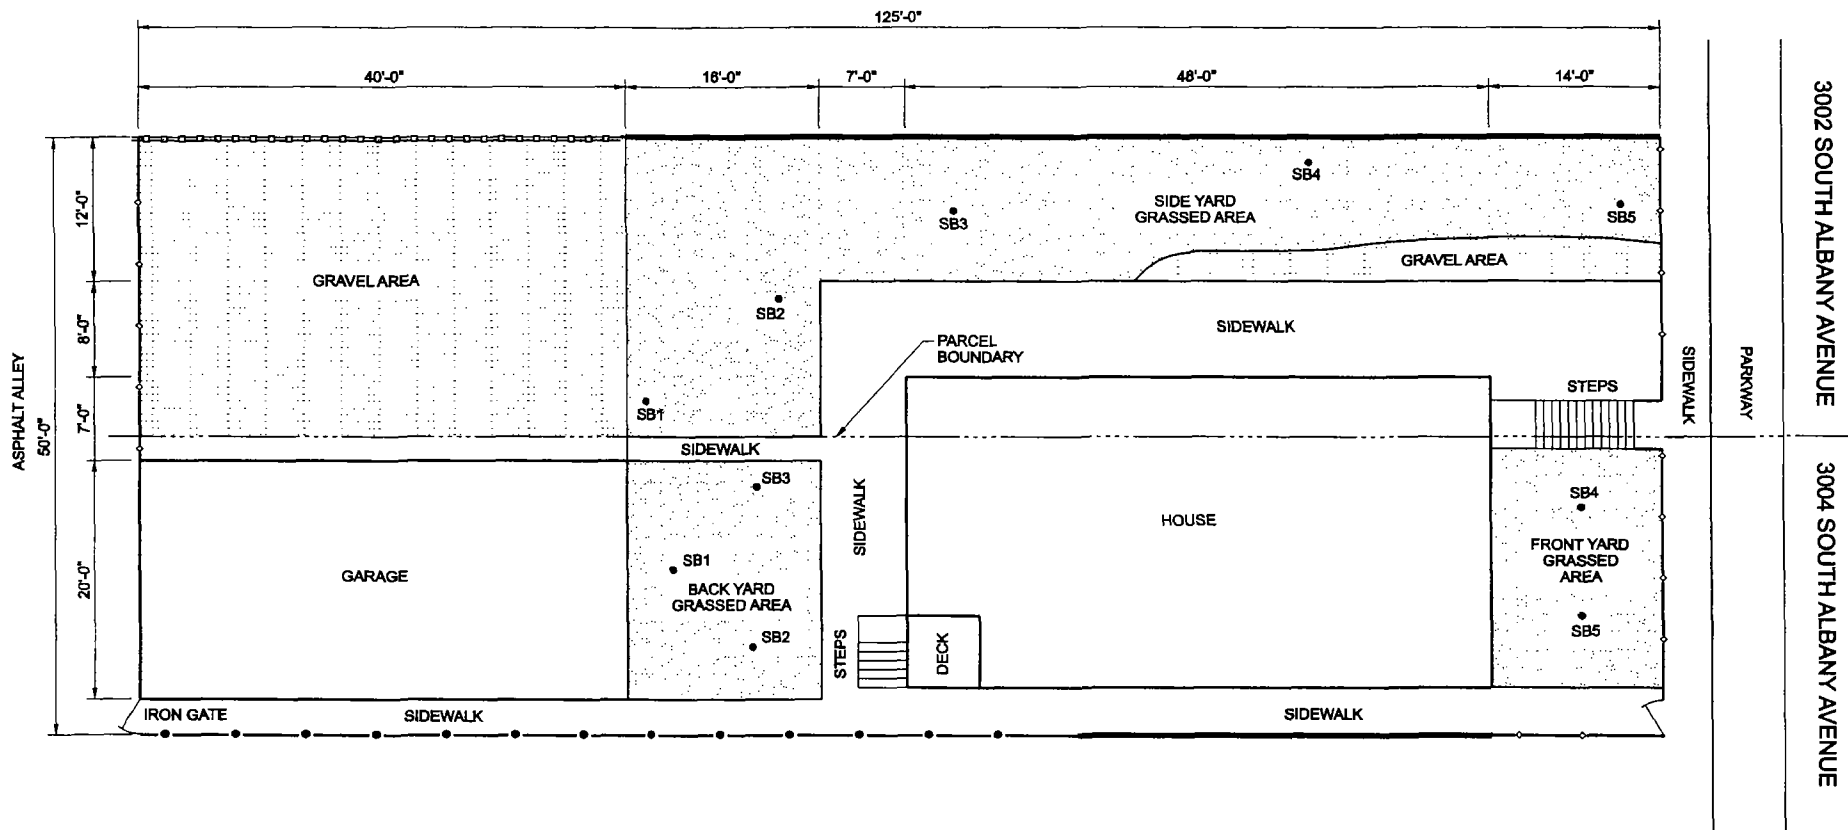 125'-0"
40'-0"
16'-0"
7'-0"
48'-0"
14'-0"
3002 SOUTH ALBANY AVENUE
12'-0"
SB4
SIDE YARD
GRASSED AREA
SB3
SB5
GRAVEL AREA
GRAVEL AREA
SB2
8'-0"
SIDEWALK
PARCEL
BOUNDARY
ASPHALT ALLEY
50'-0"
SIDEWALK
PARKWAY
STEPS
7'-0"
SB1
SIDEWALK
3004 SOUTH ALBANY AVENUE
SB3
SB4
SIDEWALK
HOUSE
FRONT YARD
GRASSED
AREA
SB1
GARAGE
20'-0"
BACK YARD
GRASSED AREA
SB2
SB5
STEPS
DECK
IRON GATE
SIDEWALK
SIDEWALK